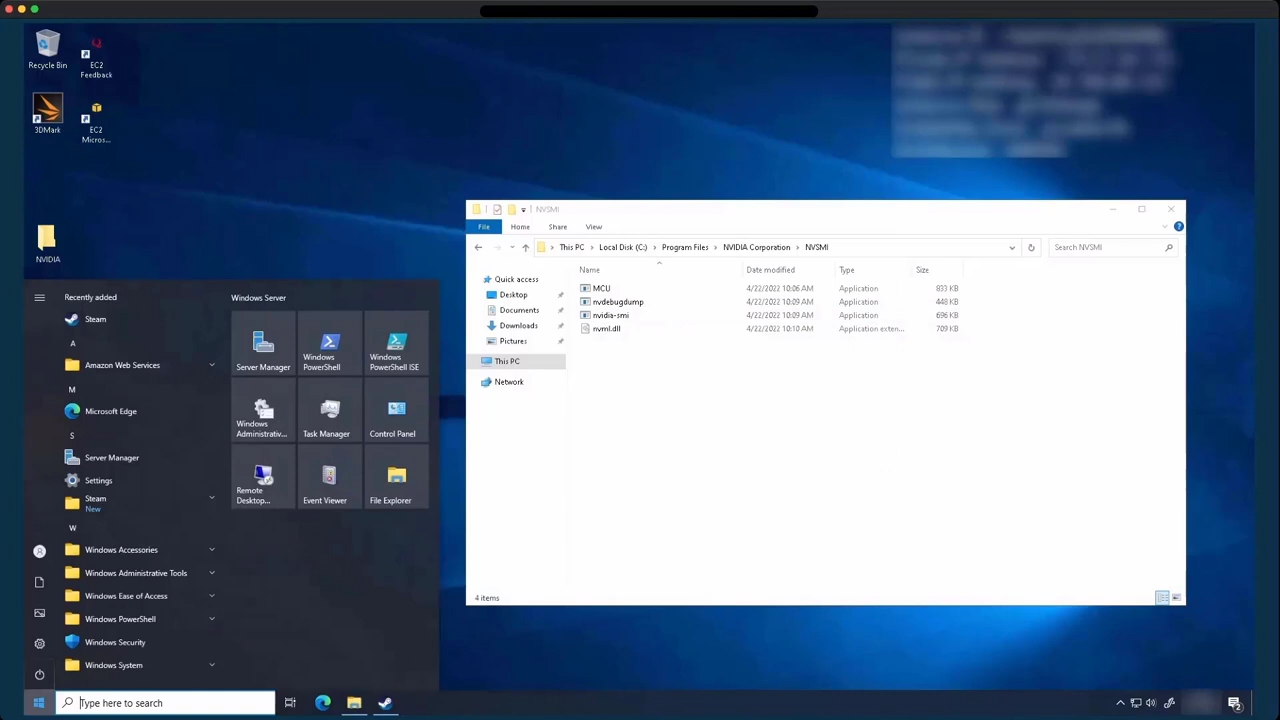 Recycle Bin
EC2
Feedback
3DMark
EC2
Micros...
NVIDIA
NVSMI
File
Home
Share
View
This PC
Local Disk (C:)
Program Files
NVIDIA Corporation
NVSMI
Search NVSMI
Name
Date modified
Type
Size
Quick access
Desktop
Documents
Downloads
Pictures
This PC
Network
MCU
4/22/2022 10:06 AM
Application
833 KB
nvdebugdump
4/22/2022 10:09 AM
Application
448 KB
nvidia-smi
4/22/2022 10:09 AM
Application
696 KB
nvml.dll
4/22/2022 10:10 AM
Application exten...
709 KB
4 items
Recently added
Steam
A
Amazon Web Services
M
Microsoft Edge
S
Server Manager
Settings
Steam
New
W
Windows Accessories
Windows Administrative Tools
Windows Ease of Access
Windows PowerShell
Windows Security
Windows System
Windows Server
Server Manager
Windows
PowerShell
Windows
PowerShell ISE
Windows
Administrativ...
Task Manager
Control Panel
Remote
Desktop...
Event Viewer
File Explorer
Type here to search
2